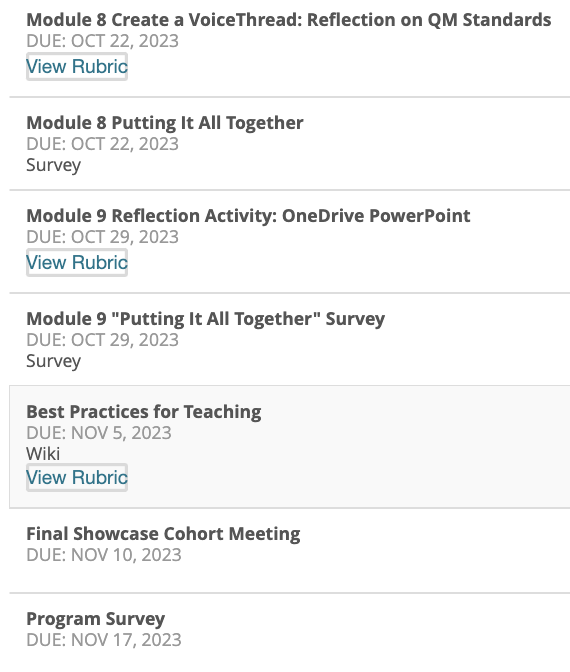 Module 8 Create a VoiceThread: Reflection on QM Standards
DUE: OCT 22, 2023
View Rubric
Module 8 Putting It All Together
DUE: OCT 22, 2023
Survey
Module 9 Reflection Activity: OneDrive PowerPoint
DUE: OCT 29, 2023
View Rubric
Module 9 "Putting It All Together" Survey
DUE: OCT 29, 2023
Survey
Best Practices for Teaching
DUE: NOV 5, 2023
Wiki
View Rubric
Final Showcase Cohort Meeting
DUE: NOV 10, 2023
Program Survey
DUE: NOV 17, 2023